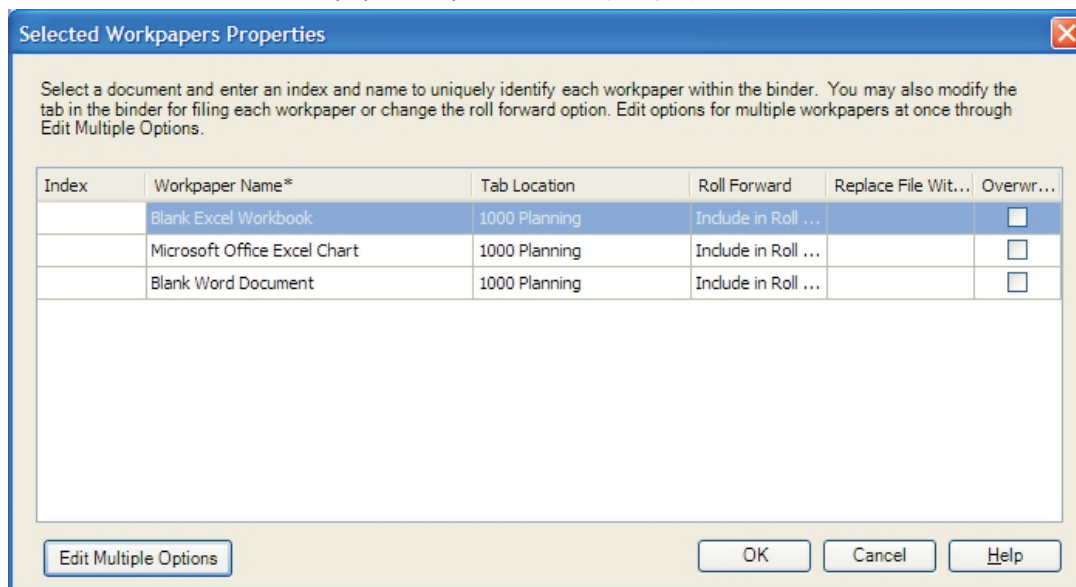 Selected Workpapers Properties
Select a document and enter an index and name to uniquely identify each workpaper within the binder. You may also modify the
tab in the binder for filing each workpaper or change the roll forward option. Edit options for multiple workpapers at once through
Edit Multiple Options.
Index Workpaper Name* Tab Location Roll Forward Replace File Wit... Overwr...
Blank Excel Workbook 1000 Planning Include in Roll ...
Microsoft Office Excel Chart 1000 Planning Include in Roll ...
Blank Word Document 1000 Planning Include in Roll ...
Edit Multiple Options OK Cancel Help